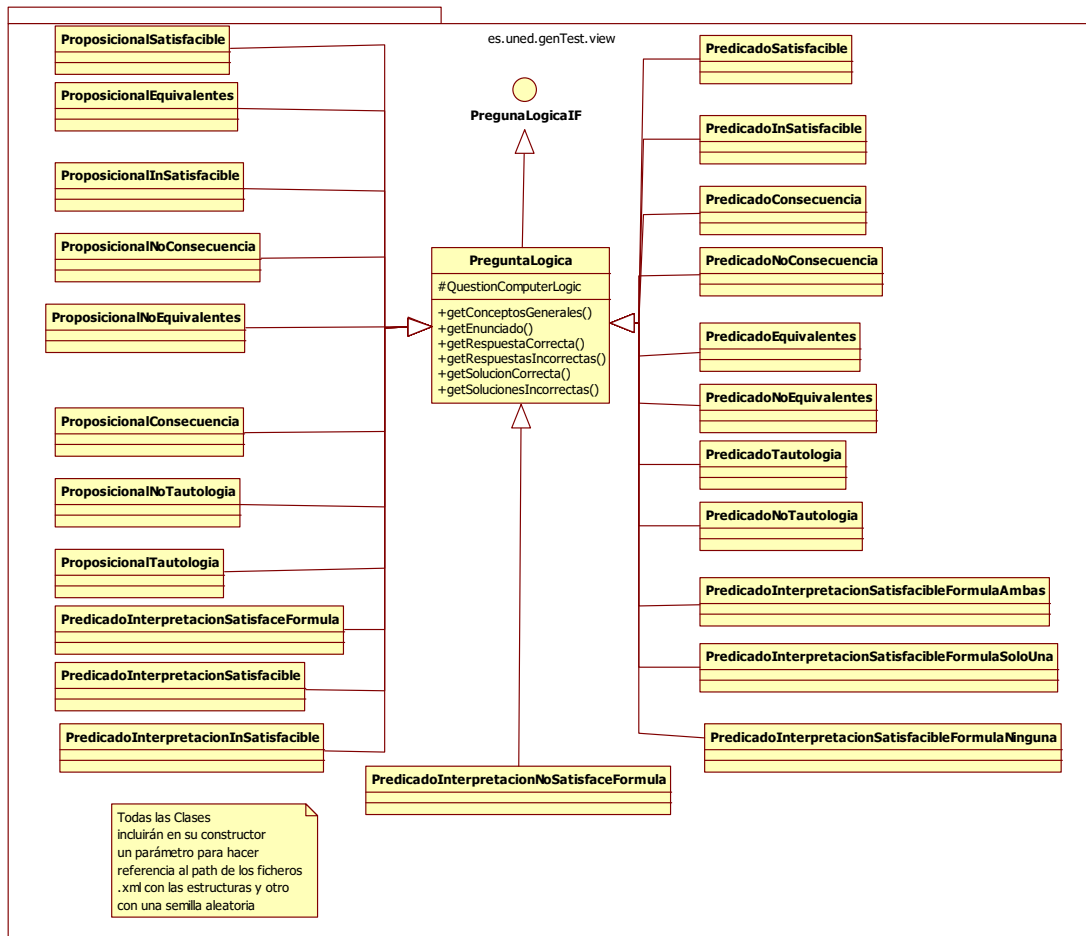 es.uned.genTest.view
PregunaLogicaIF
ProposicionalSatisfacible
ProposicionalEquivalentes
ProposicionalInSatisfacible
ProposicionalNoConsecuencia
ProposicionalNoEquivalentes
ProposicionalConsecuencia
ProposicionalNoTautologia
ProposicionalTautologia
PredicadoInterpretacionSatisfaceFormula
PredicadoInterpretacionSatisfacible
PredicadoInterpretacionInSatisfacible
PreguntaLogica
#QuestionComputerLogic
+getConceptosGenerales()
+getEnunciado()
+getRespuestaCorrecta()
+getRespuestasIncorrectas()
+getSolucionCorrecta()
+getSolucionesIncorrectas()
PredicadoInterpretacionNoSatisfaceFormula
PredicadoSatisfacible
PredicadoInSatisfacible
PredicadoConsecuencia
PredicadoNoConsecuencia
PredicadoEquivalentes
PredicadoNoEquivalentes
PredicadoTautologia
PredicadoNoTautologia
PredicadoInterpretacionSatisfacibleFormulaAmbas
PredicadoInterpretacionSatisfacibleFormulaSoloUna
PredicadoInterpretacionSatisfacibleFormulaNinguna
Todas las Clases
incluirán en su constructor
un parámetro para hacer
referencia al path de los ficheros
.xml con las estructuras y otro
con una semilla aleatoria